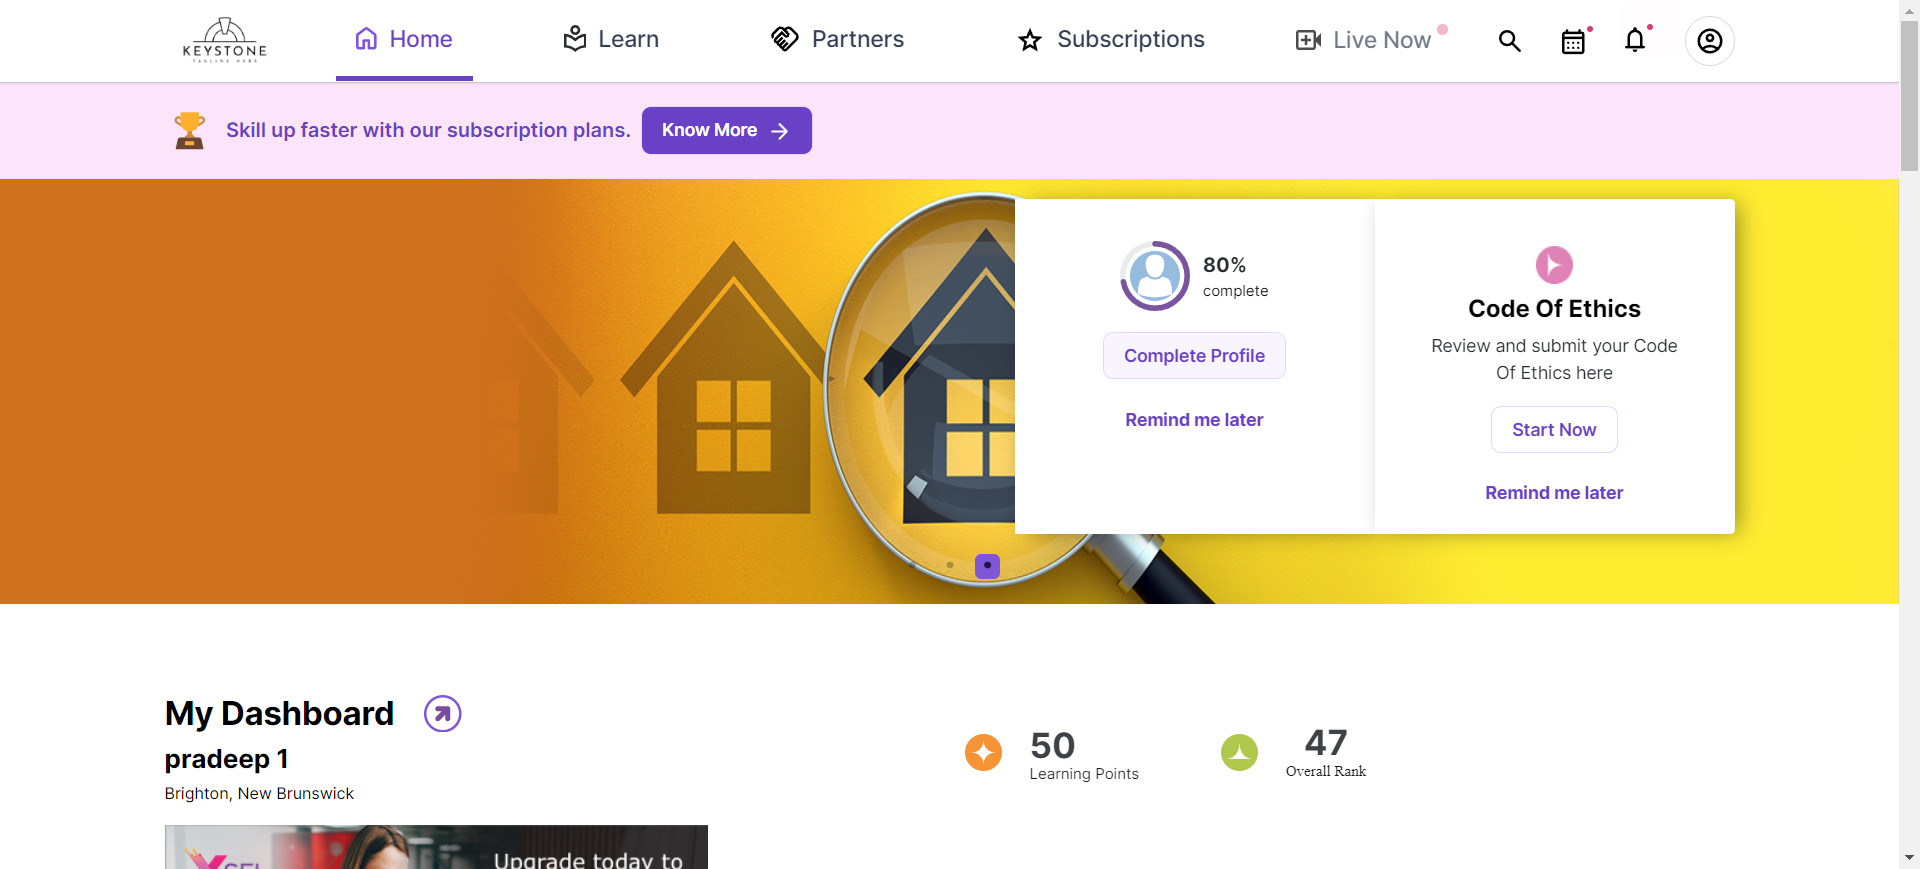 KEYSTONE
TAGLINE HERE
Home
Learn
Partners
Subscriptions
Live Now
Skill up faster with our subscription plans.
Know More
80%
complete
Complete Profile
Remind me later
Code Of Ethics
Review and submit your Code
Of Ethics here
Start Now
Remind me later
My Dashboard
pradeep 1
Brighton, New Brunswick
50
Learning Points
47
Overall Rank
Upgrade today to